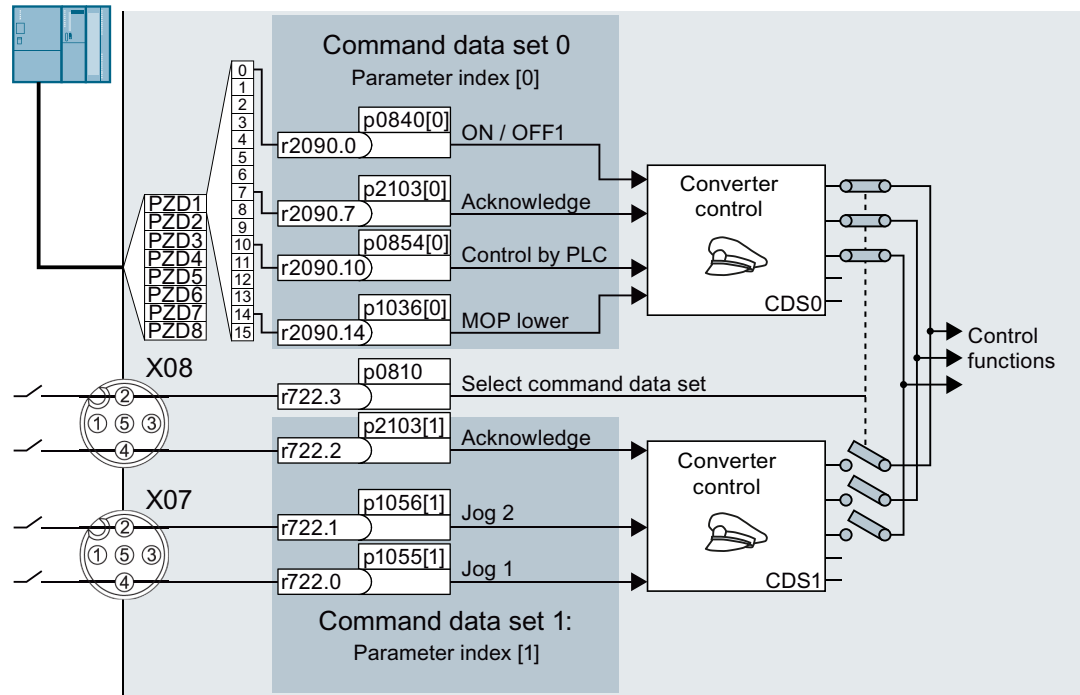 Command data set 0
Parameter index [0]
0
1
2
3
4
5
6
7
8
9
10
11
12
13
14
15
PZD1
PZD2
PZD3
PZD4
PZD5
PZD6
PZD7
PZD8
p0840[0]
r2090.0
ON / OFF1
p2103[0]
r2090.7
Acknowledge
p0854[0]
r2090.10
Control by PLC
p1036[0]
r2090.14
MOP lower
Converter
control
CDS0
Control
functions
X08
2
1 5 3
4
p0810
r722.3
Select command data set
p2103[1]
r722.2
Acknowledge
X07
2
1 5 3
4
p1056[1]
r722.1
Jog 2
p1055[1]
r722.0
Jog 1
Converter
control
CDS1
Command data set 1:
Parameter index [1]